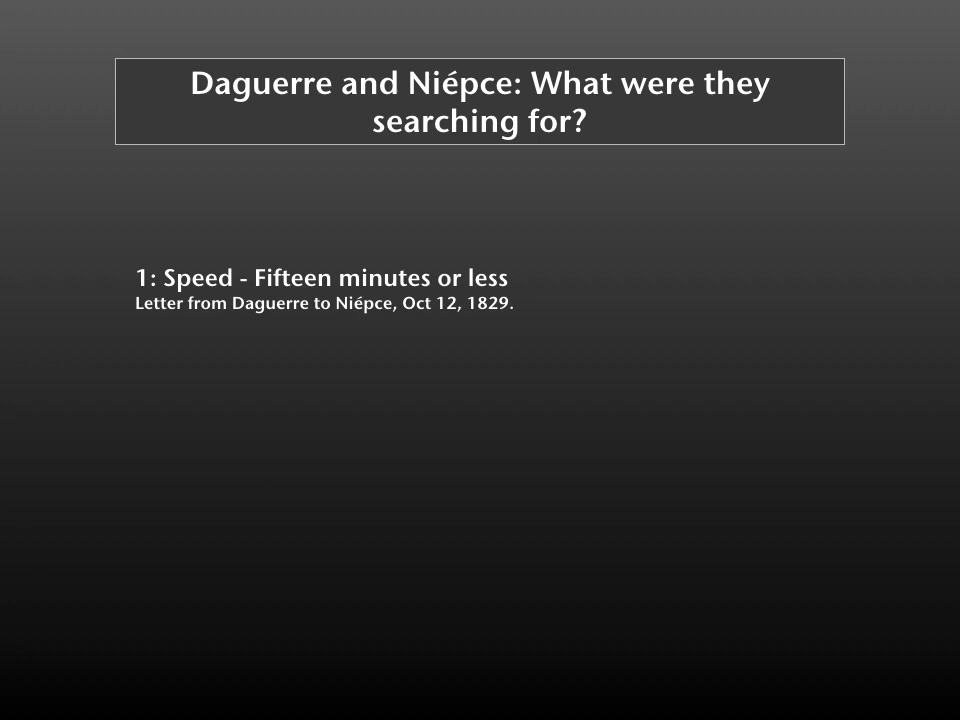 Daguerre and Niépce: What were they
searching for?
1: Speed - Fifteen minutes or less
Letter from Daguerre to Niépce, Oct 12, 1829.